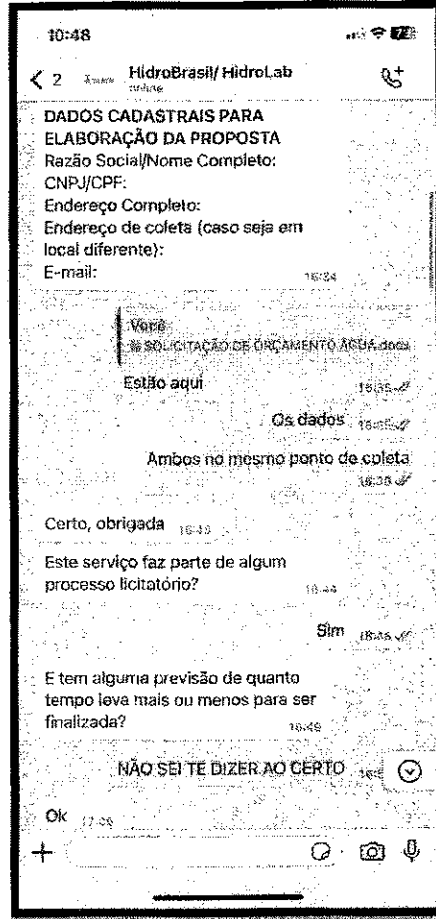 10:48
2 HidroBrasil/ HidroLab
online
DADOS CADASTRAIS PARA
ELABORAÇÃO DA PROPOSTA
Razão Social/Nome Completo:
CNPJ/CPF:
Endereço Completo:
Endereço de coleta (caso seja em
local diferente):
E-mail:
16:34
Você
SOLICITAÇÃO DE ORÇAMENTO ÁGUA.docx
Estão aqui
16:35
Os dados
Ambos no mesmo ponto de coleta
Certo, obrigada
Este serviço faz parte de algum
processo licitatório?
16:44
Sim
E tem alguma previsão de quanto
tempo leva mais ou menos para ser
finalizada?
NÃO SEI TE DIZER AO CERTO
Ok